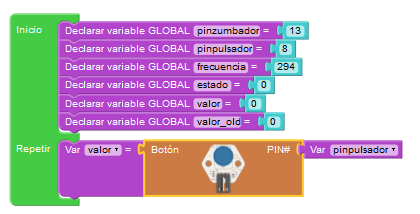 Inicio
Declarar variable GLOBAL pinzumbador = 13
Declarar variable GLOBAL pinpulsador = 8
Declarar variable GLOBAL frecuencia = 294
Declarar variable GLOBAL estado = 0
Declarar variable GLOBAL valor = 0
Declarar variable GLOBAL valor_old = 0
Repetir Var valor = Botón PIN# Var pinpulsador